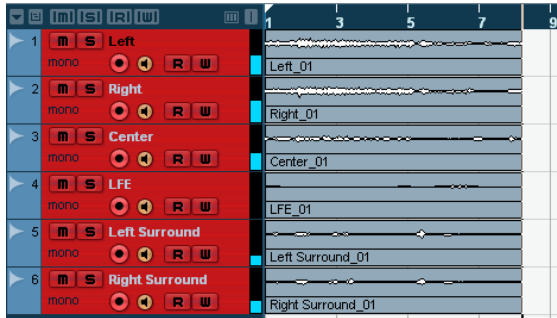 M S R W 1 3 5 7 9
1 M S Left
mono R W Left_01
2 M S Right
mono R W Right_01
3 M S Center
mono R W Center_01
4 M S LFE
mono R W LFE_01
5 M S Left Surround
mono R W Left Surround_01
6 M S Right Surround
mono R W Right Surround_01